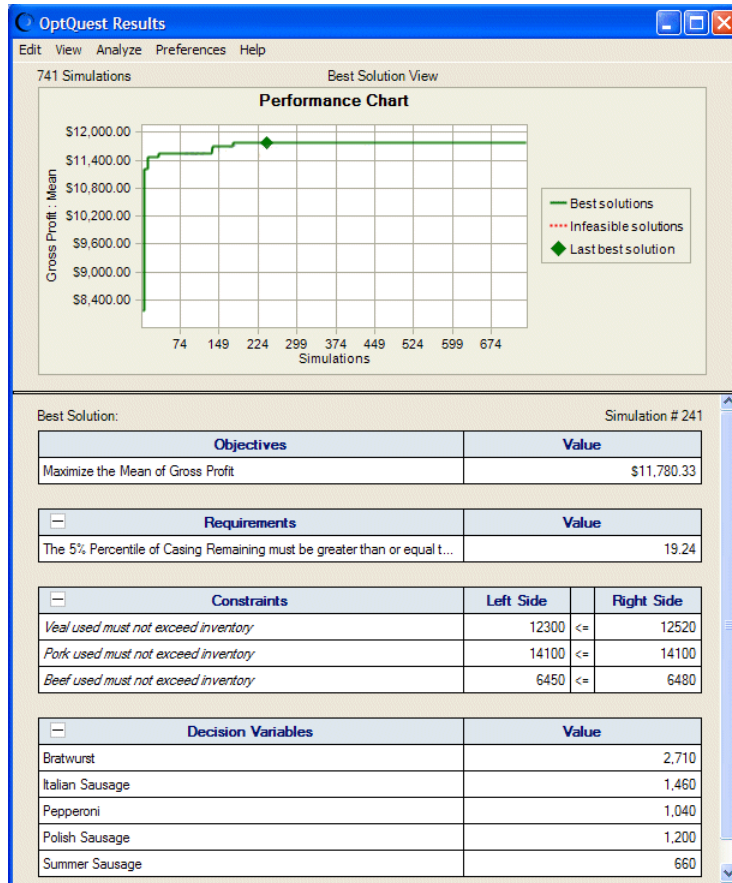 OptQuest Results
Edit View Analyze Preferences Help
741 Simulations Best Solution View
Performance Chart
$12,000.00
$11,400.00
$10,800.00
$10,200.00
$9,600.00
$9,000.00
$8,400.00
Gross Profit : Mean
74 149 224 299 374 449 524 599 674
Simulations
Best solutions
Infeasible solutions
Last best solution
Best Solution: Simulation # 241
Objectives Value
Maximize the Mean of Gross Profit $11,780.33
Requirements Value
The 5% Percentile of Casing Remaining must be greater than or equal t... 19.24
Constraints Left Side Right Side
Veal used must not exceed inventory 12300 <= 12520
Pork used must not exceed inventory 14100 <= 14100
Beef used must not exceed inventory 6450 <= 6480
Decision Variables Value
Bratwurst 2,710
Italian Sausage 1,460
Pepperoni 1,040
Polish Sausage 1,200
Summer Sausage 660